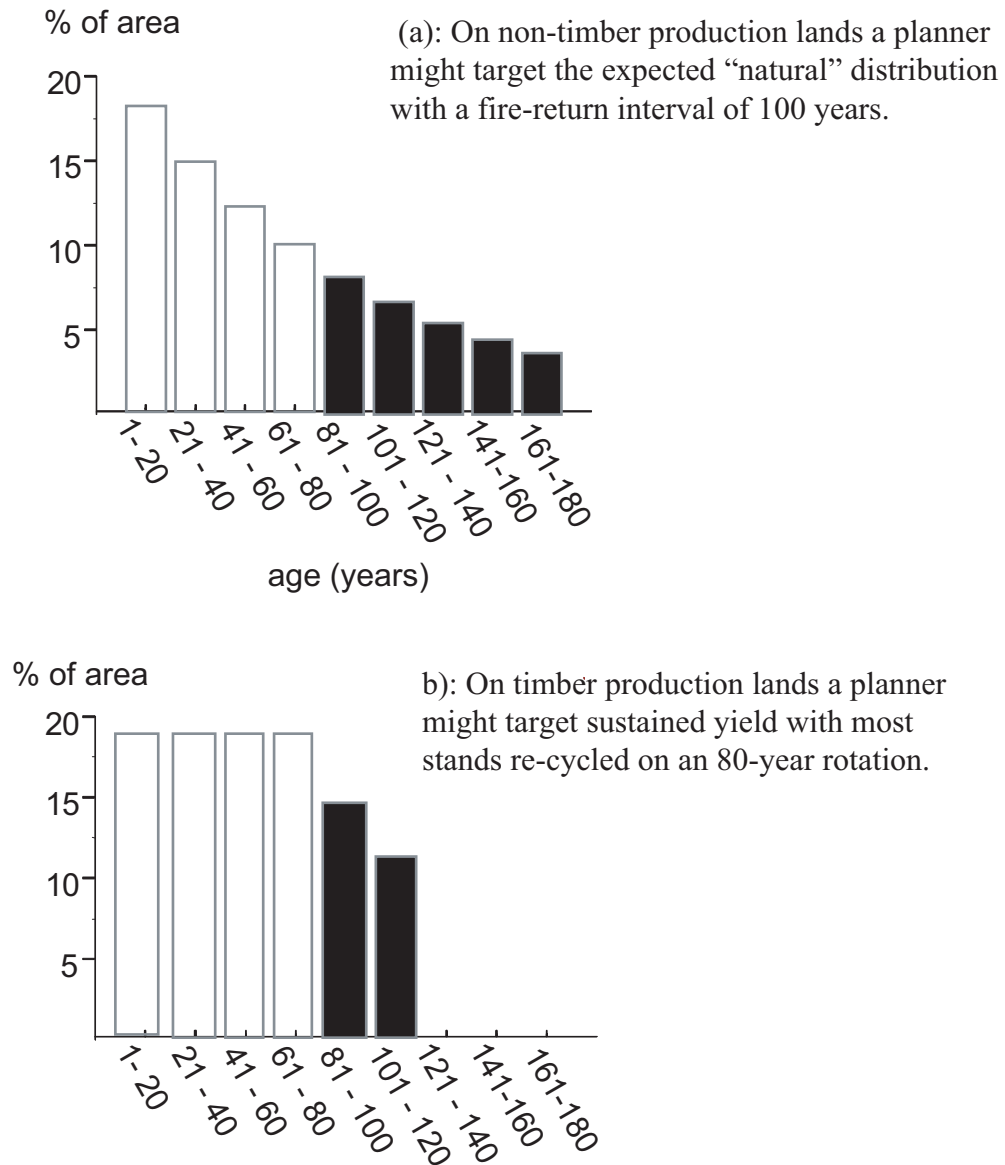 % of area
(a): On non-timber production lands a planner
might target the expected “natural” distribution
with a fire-return interval of 100 years.
20
15
10
5
1- 20
21 - 40
41 - 60
61 - 80
81 - 100
101 - 120
121 - 140
141-160
161-180
age (years)
% of area
b): On timber production lands a planner
might target sustained yield with most
stands re-cycled on an 80-year rotation.
20
15
10
5
1- 20
21 - 40
41 - 60
61 - 80
81 - 100
101 - 120
121 - 140
141-160
161-180